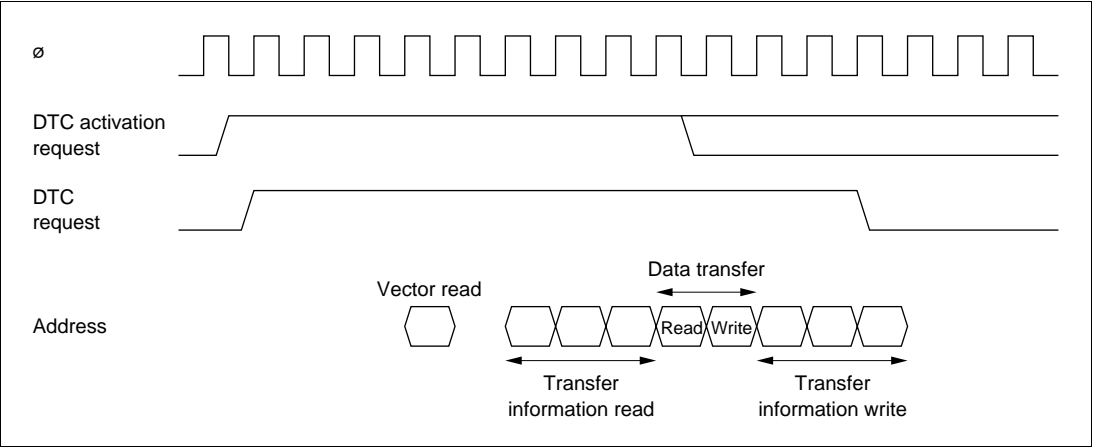 ø
DTC activation
request
DTC
request
Data transfer
Vector read
Address
Read Write
Transfer
information read
Transfer
information write